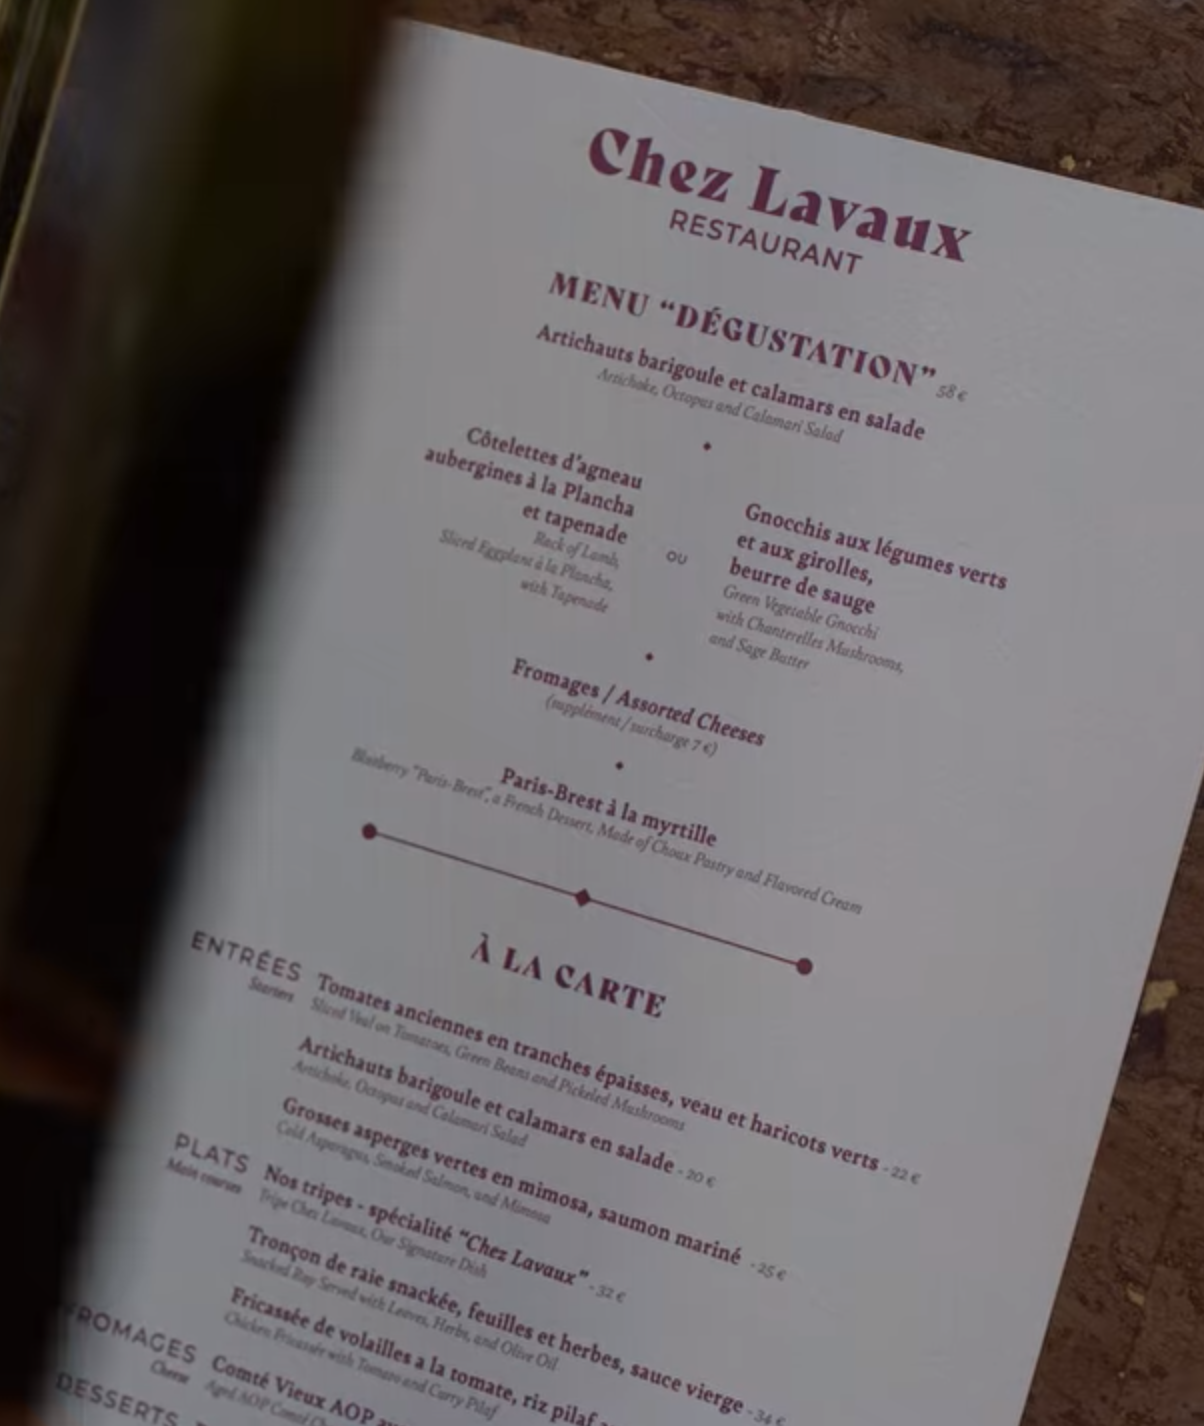 Chez Lavaux
RESTAURANT
MENU “DÉGUSTATION” 58 €
Artichauts barigoule et calamars en salade
Artichoke, Octopus and Calamari Salad
Côtelettes d’agneau
aubergines à la Plancha
et tapenade
Rack of Lamb,
Sliced Eggplant à la Plancha,
with Tapenade
OU
Gnocchis aux légumes verts
et aux girolles,
beurre de sauge
Green Vegetable Gnocchi
with Chanterelles Mushrooms,
and Sage Butter
Fromages / Assorted Cheeses
(supplément / surcharge 7 €)
Paris-Brest à la myrtille
Blueberry “Paris-Brest”, a French Dessert, Made of Choux Pastry and Flavored Cream
À LA CARTE
ENTRÉES
Starters
Tomates anciennes en tranches épaisses, veau et haricots verts - 22 €
Sliced Veal on Tomatoes, Green Beans and Pickeled Mushrooms
Artichauts barigoule et calamars en salade - 20 €
Artichoke, Octopus and Calamari Salad
Grosses asperges vertes en mimosa, saumon mariné - 25 €
Cold Asparagus, Smoked Salmon, and Mimosa
PLATS
Main courses
Nos tripes - spécialité “Chez Lavaux” - 32 €
Tripe Chez Lavaux, Our Signature Dish
Tronçon de raie snackée, feuilles et herbes, sauce vierge - 34 €
Snacked Ray Served with Leaves, Herbs, and Olive Oil
Fricassée de volailles a la tomate, riz pilaf
Chicken Fricassée with Tomato and Curry Pilaf
FROMAGES
Cheese
Comté Vieux AOP
Aged AOP Comté
DESSERTS